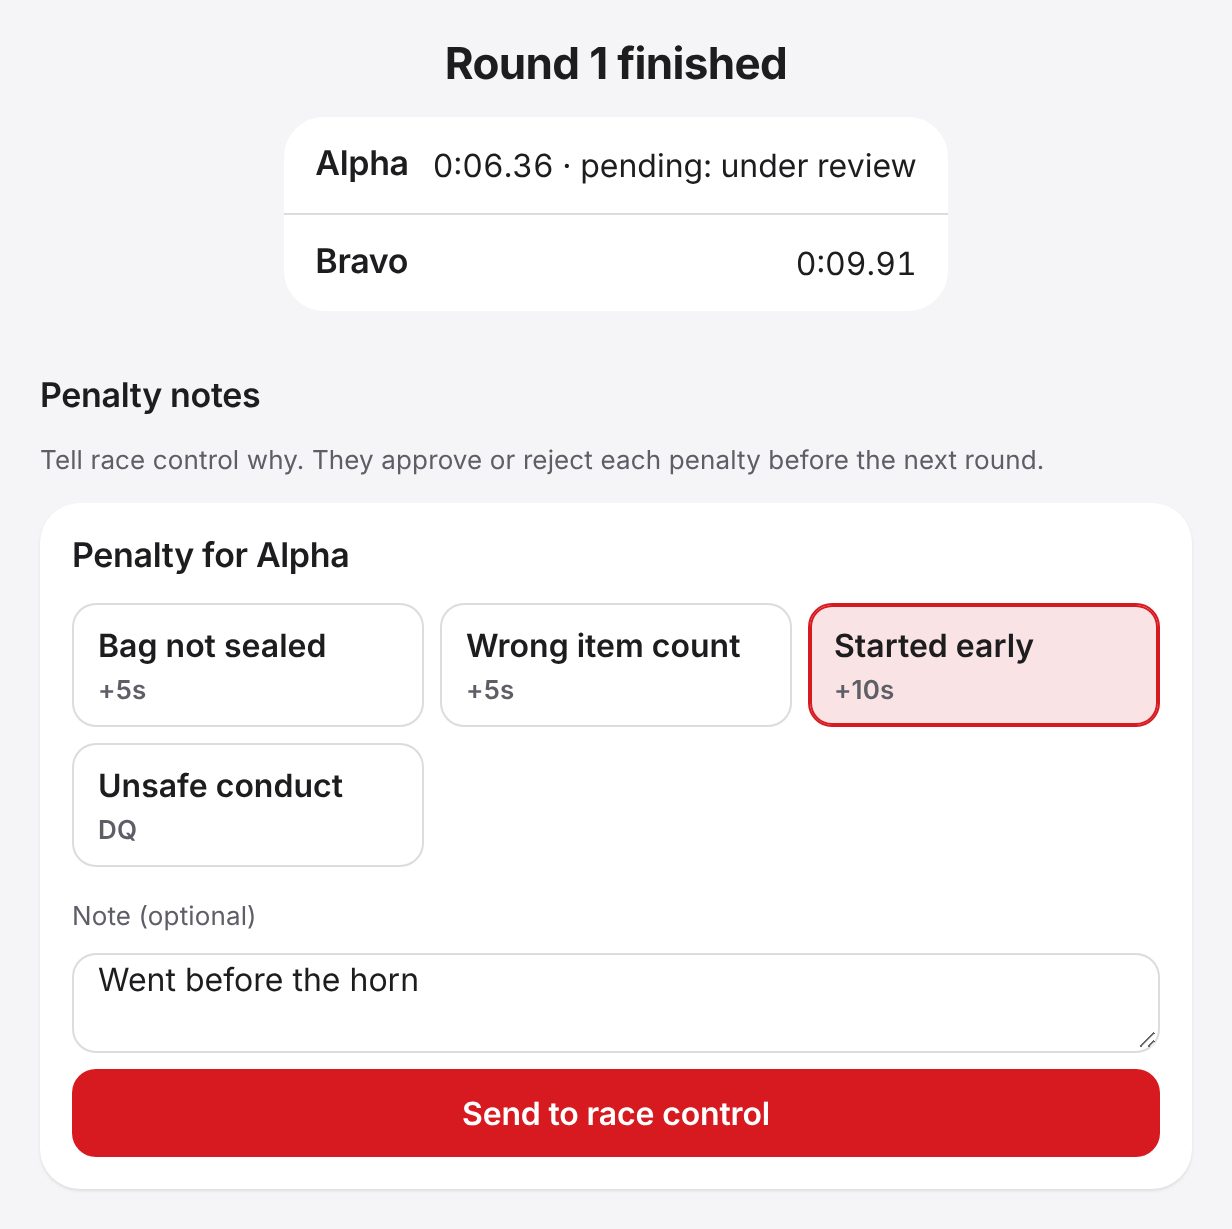 Round 1 finished
Alpha 0:06.36 · pending: under review
Bravo 0:09.91
Penalty notes
Tell race control why. They approve or reject each penalty before the next round.
Penalty for Alpha
Bag not sealed
+5s
Wrong item count
+5s
Started early
+10s
Unsafe conduct
DQ
Note (optional)
Went before the horn
Send to race control